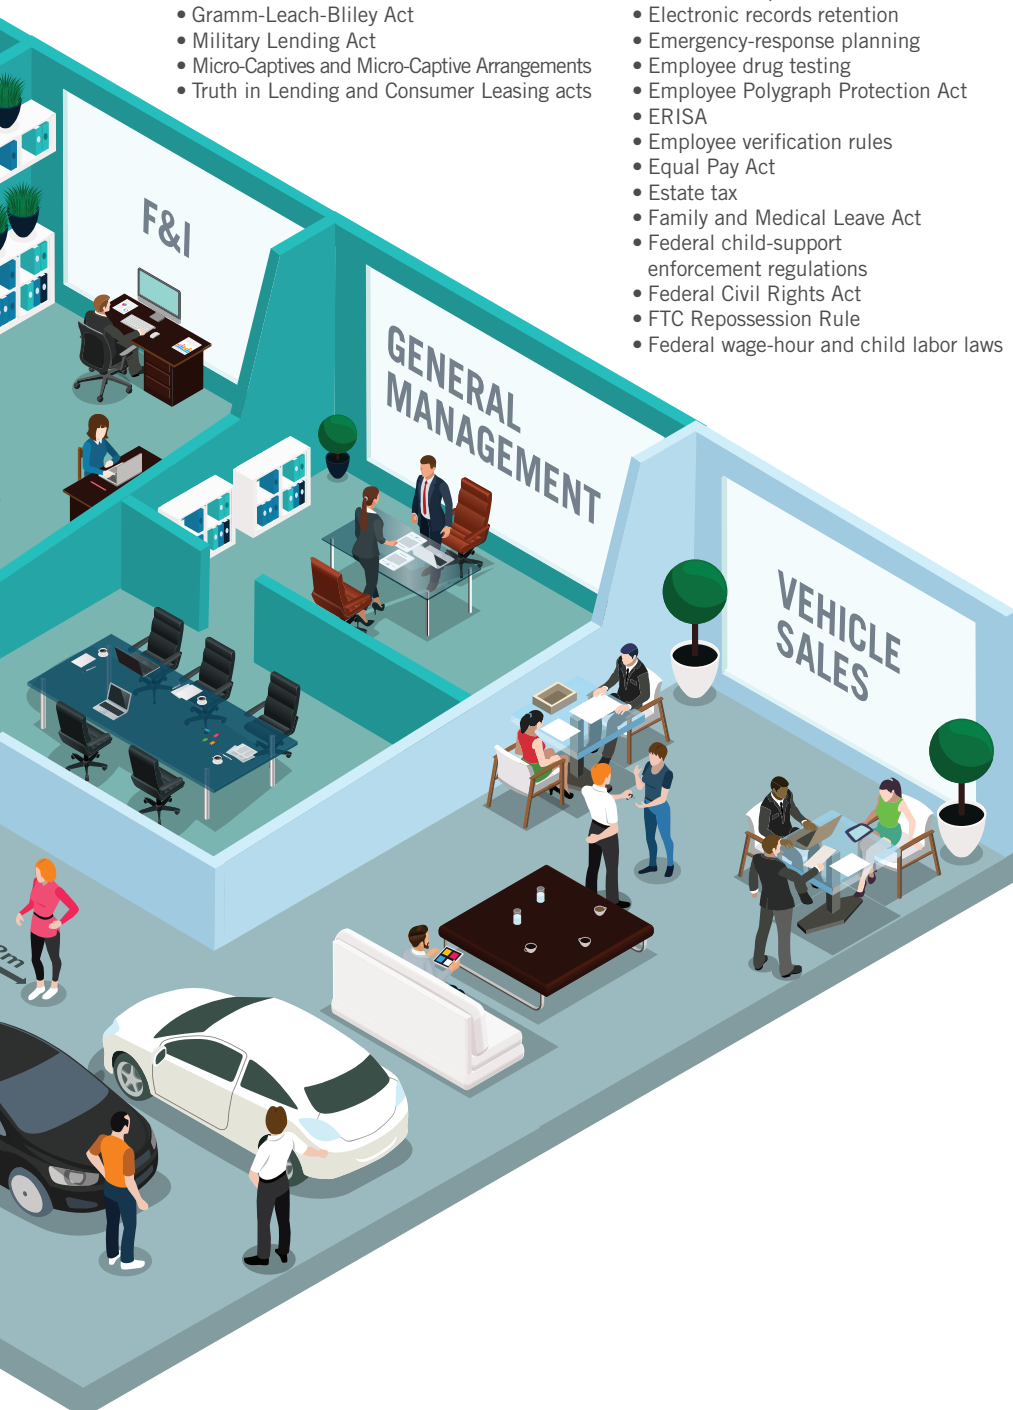 • Gramm-Leach-Bliley Act
• Military Lending Act
• Micro-Captives and Micro-Captive Arrangements
• Truth in Lending and Consumer Leasing acts
• Electronic records retention
• Emergency-response planning
• Employee drug testing
• Employee Polygraph Protection Act
• ERISA
• Employee verification rules
• Equal Pay Act
• Estate tax
• Family and Medical Leave Act
• Federal child-support
enforcement regulations
• Federal Civil Rights Act
• FTC Repossession Rule
• Federal wage-hour and child labor laws
F&I
GENERAL
MANAGEMENT
VEHICLE
SALES